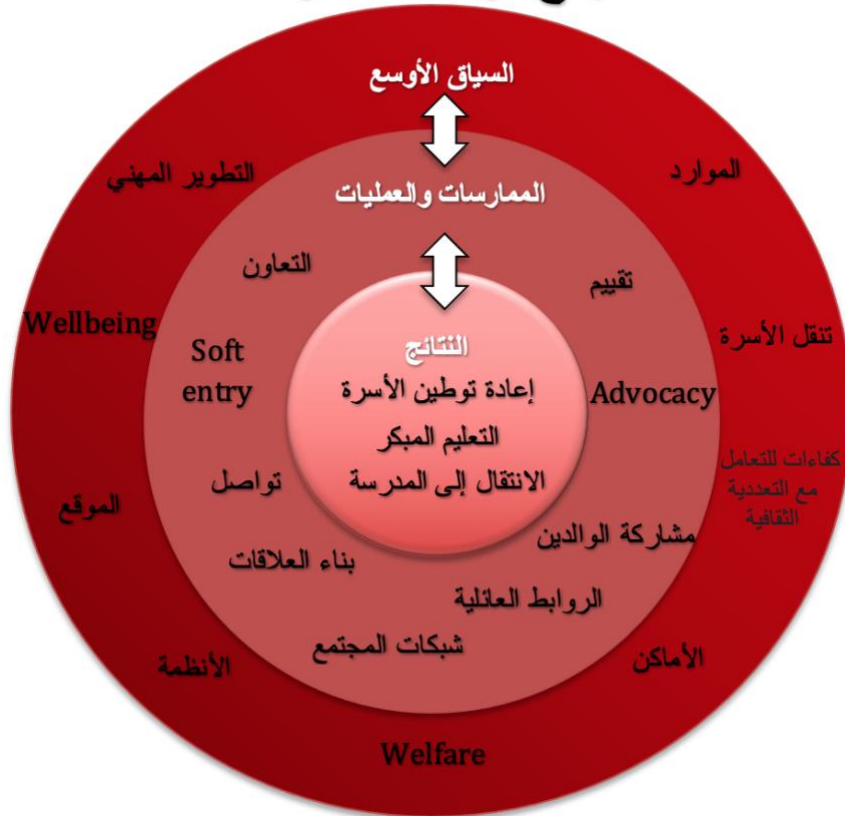 السياق الأوسع
التطوير المهني
الموارد
الممارسات والعمليات
التعاون
تقييم
Wellbeing
تنقل الأسرة
Soft
entry
Advocacy
النتائج
إعادة توطين الأسرة
التعليم المبكر
الانتقال إلى المدرسة
كفاءات للتعامل
مع التعددية
الثقافية
تواصل
الموقع
مشاركة الوالدين
بناء العلاقات
الروابط العائلية
شبكات المجتمع
الأماكن
الأنظمة
Welfare